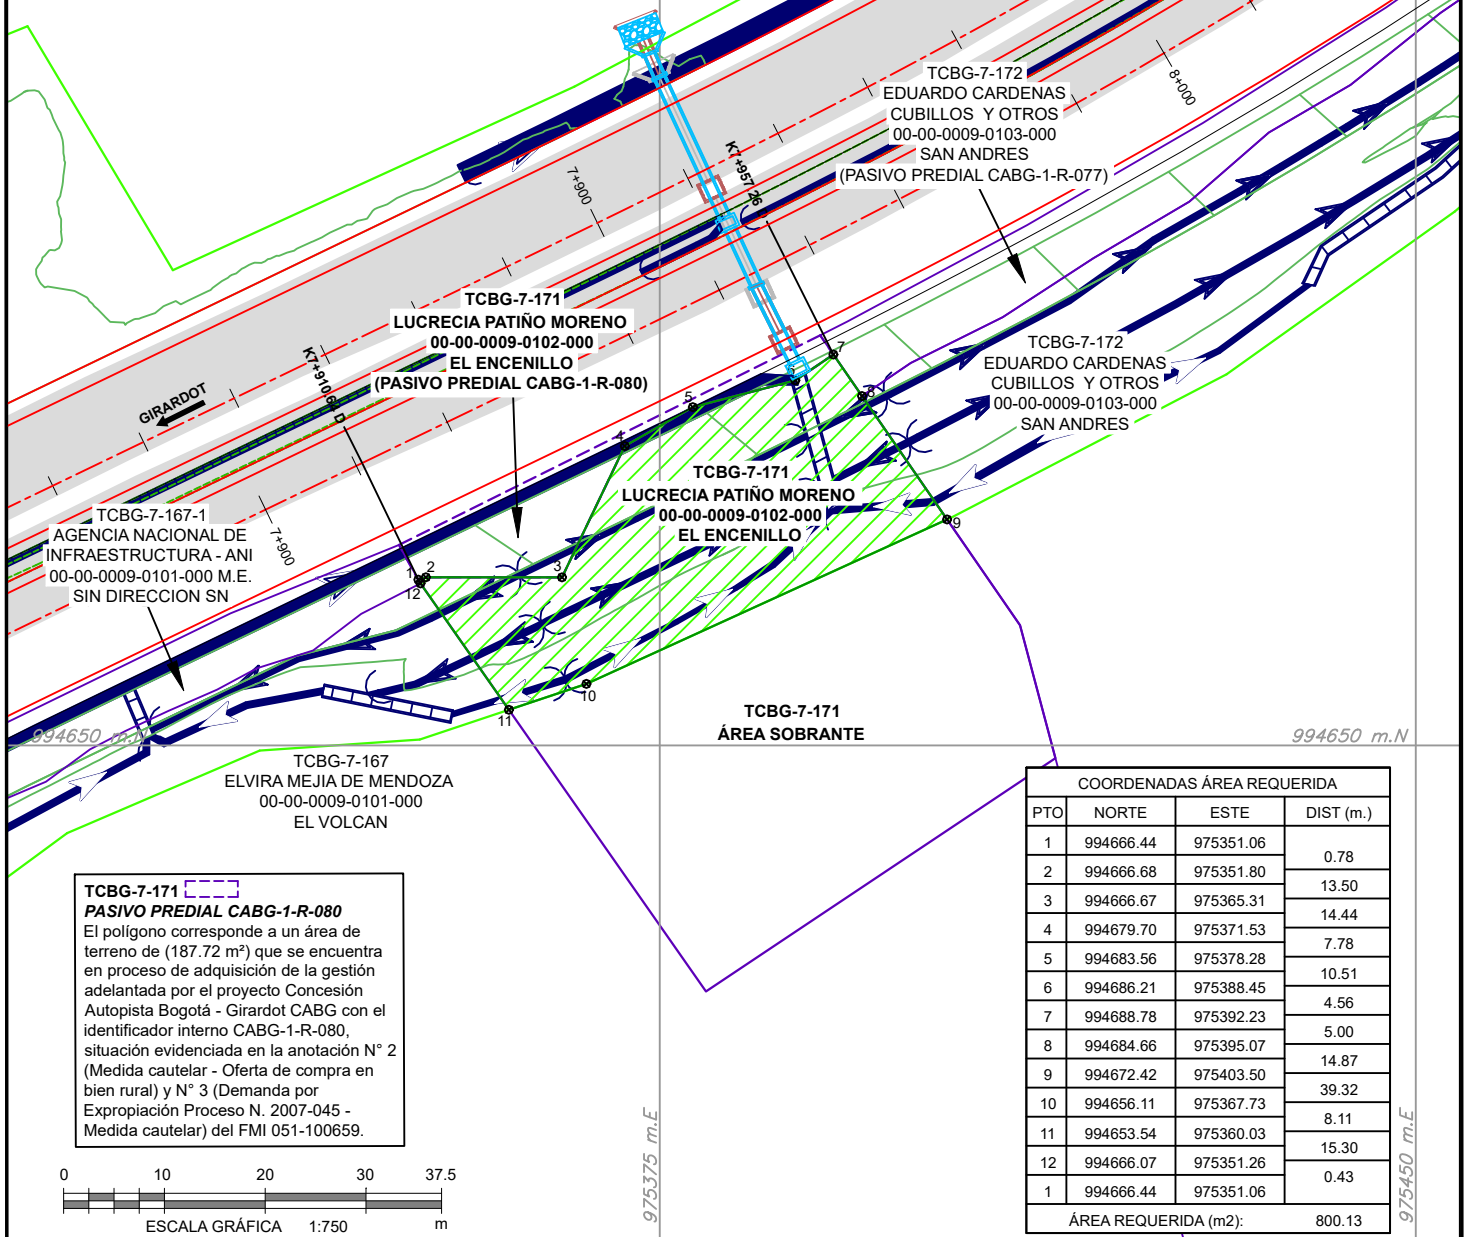 TCBG-7-172
EDUARDO CARDENAS
CUBILLOS Y OTROS
00-00-0009-0103-000
SAN ANDRES
(PASIVO PREDIAL CABG-1-R-077)
8+000
7+900
K7+957.26
TCBG-7-171
LUCRECIA PATIÑO MORENO
00-00-0009-0102-000
EL ENCENILLO
(PASIVO PREDIAL CABG-1-R-080)
GIRARDOT
TCBG-7-172
EDUARDO CARDENAS
CUBILLOS Y OTROS
00-00-0009-0103-000
SAN ANDRES
7
8
5
4
TCBG-7-171
LUCRECIA PATIÑO MORENO
00-00-0009-0102-000
EL ENCENILLO
9
TCBG-7-167-1
AGENCIA NACIONAL DE
INFRAESTRUCTURA - ANI
00-00-0009-0101-000 M.E.
SIN DIRECCION SN
7+900
1
2
3
12
10
11
TCBG-7-171
ÁREA SOBRANTE
994650 m.N
994650 m.N
TCBG-7-167
ELVIRA MEJIA DE MENDOZA
00-00-0009-0101-000
EL VOLCAN
COORDENADAS ÁREA REQUERIDA
PTO NORTE ESTE DIST (m.)
1 994666.44 975351.06
0.78
2 994666.68 975351.80
13.50
3 994666.67 975365.31
14.44
4 994679.70 975371.53
7.78
5 994683.56 975378.28
10.51
6 994686.21 975388.45
4.56
7 994688.78 975392.23
5.00
8 994684.66 975395.07
14.87
9 994672.42 975403.50
39.32
10 994656.11 975367.73
8.11
11 994653.54 975360.03
15.30
12 994666.07 975351.26
0.43
1 994666.44 975351.06
ÁREA REQUERIDA (m2): 800.13
TCBG-7-171
PASIVO PREDIAL CABG-1-R-080
El polígono corresponde a un área de
terreno de (187.72 m²) que se encuentra
en proceso de adquisición de la gestión
adelantada por el proyecto Concesión
Autopista Bogotá - Girardot CABG con el
identificador interno CABG-1-R-080,
situación evidenciada en la anotación N° 2
(Medida cautelar - Oferta de compra en
bien rural) y N° 3 (Demanda por
Expropiación Proceso N. 2007-045 -
Medida cautelar) del FMI 051-100659.
0 10 20 30 37.5
ESCALA GRÁFICA 1:750 m
975375 m.E
975450 m.E